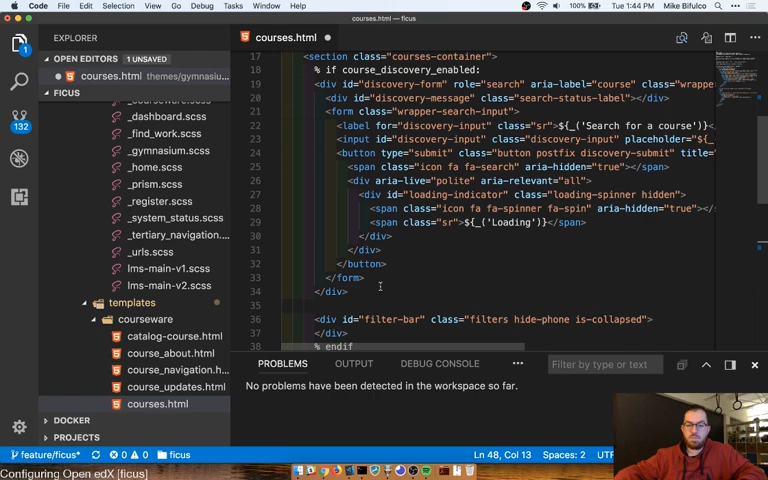 Code File Edit Selection View Go Debug Tasks Window Help 100% Tue 1:44 PM Mike Bifulco
courses.html — ficus
EXPLORER
courses.html
OPEN EDITORS 1 UNSAVED
courses.html themes/gymnasiu...
FICUS
_dashboard.scss
_find_work.scss
_gymnasium.scss
_home.scss
_prism.scss
_register.scss
_system_status.scss
_tertiary_navigation....
_urls.scss
lms-main-v1.scss
lms-main-v2.scss
templates
courseware
catalog-course.html
course_about.html
course_navigation.h...
course_updates.html
courses.html
DOCKER
PROJECTS
1
132
17 <section class="courses-container">
18 % if course_discovery_enabled:
19 <div id="discovery-form" role="search" aria-label="course" class="wrappe
20 <div id="discovery-message" class="search-status-label"></div>
21 <form class="wrapper-search-input">
22 <label for="discovery-input" class="sr">${_('Search for a course')}<
23 <input id="discovery-input" class="discovery-input" placeholder="${_
24 <button type="submit" class="button postfix discovery-submit" title=
25 <span class="icon fa fa-search" aria-hidden="true"></span>
26 <div aria-live="polite" aria-relevant="all">
27 <div id="loading-indicator" class="loading-spinner hidden">
28 <span class="icon fa fa-spinner fa-spin" aria-hidden="true"></s
29 <span class="sr">${_('Loading')}</span>
30 </div>
31 </div>
32 </button>
33 </form>
34 </div>
35
36 <div id="filter-bar" class="filters hide-phone is-collapsed">
37 </div>
38 % endif
PROBLEMS OUTPUT DEBUG CONSOLE Filter by type or text
No problems have been detected in the workspace so far.
feature/ficus* 0 0 ficus Ln 48, Col 13 Spaces: 2 UTF
Configuring Open edX [ficus]